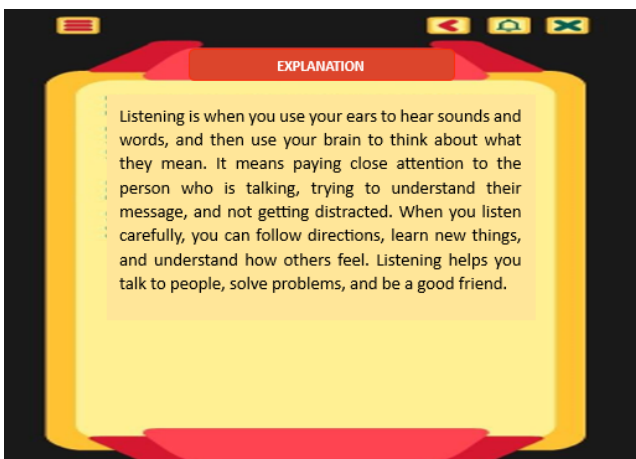 EXPLANATION
Listening is when you use your ears to hear sounds and
words, and then use your brain to think about what
they mean. It means paying close attention to the
person who is talking, trying to understand their
message, and not getting distracted. When you listen
carefully, you can follow directions, learn new things,
and understand how others feel. Listening helps you
talk to people, solve problems, and be a good friend.